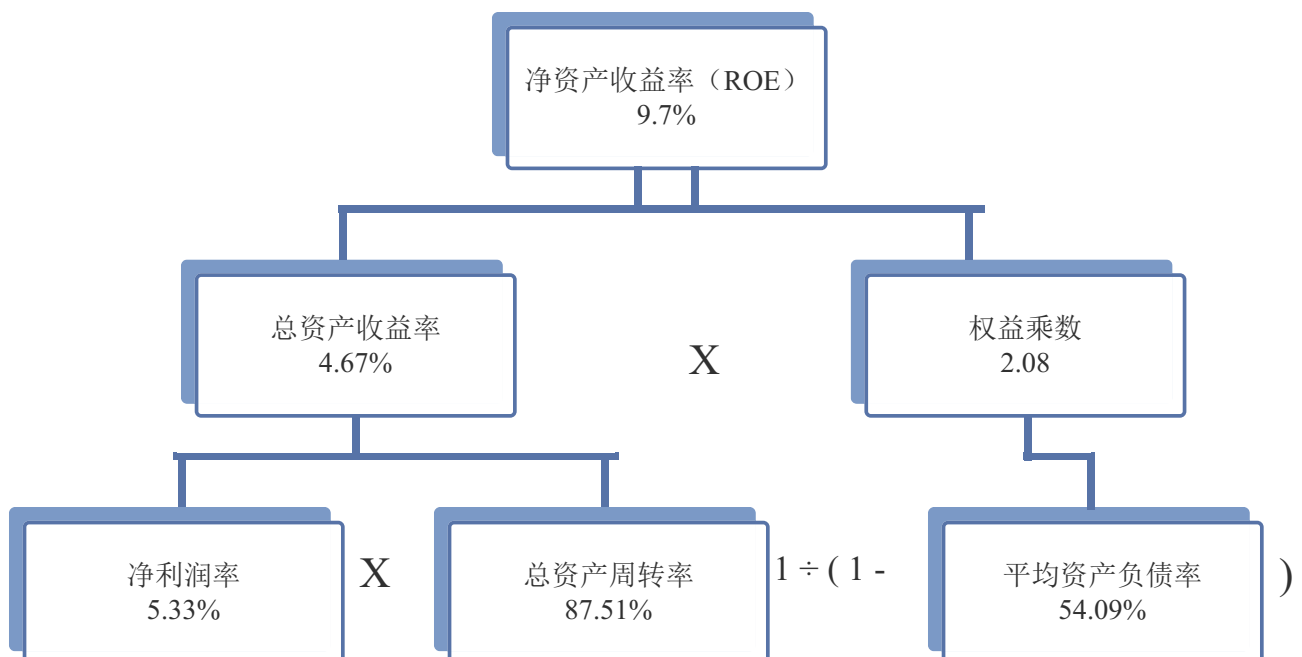 净资产收益率（ROE）
9.7%
总资产收益率
4.67%
X
权益乘数
2.08
净利润率
5.33%
X
总资产周转率
87.51%
1 ÷ ( 1 -
平均资产负债率
54.09%
)